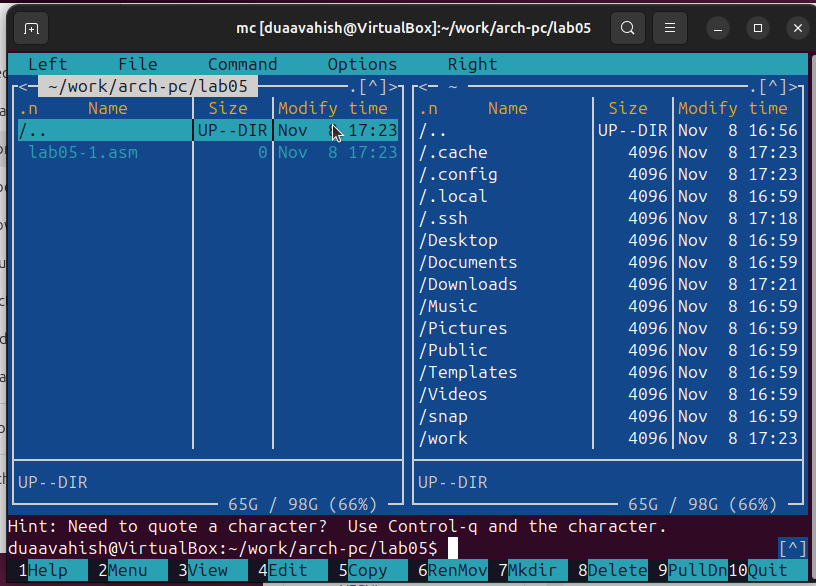 mc [duaavahish@VirtualBox]:~/work/arch-pc/lab05
Left File Command Options Right
<─ ~/work/arch-pc/lab05 ─.[^]>
.n Name Size Modify time
/.. UP--DIR Nov 8 17:23
lab05-1.asm 0 Nov 8 17:23
UP--DIR
65G / 98G (66%)
<─ ~ ─.[^]>
.n Name Size Modify time
/.. UP--DIR Nov 8 16:56
/.cache 4096 Nov 8 17:23
/.config 4096 Nov 8 17:23
/.local 4096 Nov 8 16:59
/.ssh 4096 Nov 8 17:18
/Desktop 4096 Nov 8 16:59
/Documents 4096 Nov 8 16:59
/Downloads 4096 Nov 8 17:21
/Music 4096 Nov 8 16:59
/Pictures 4096 Nov 8 16:59
/Public 4096 Nov 8 16:59
/Templates 4096 Nov 8 16:59
/Videos 4096 Nov 8 16:59
/snap 4096 Nov 8 16:59
/work 4096 Nov 8 17:23
UP--DIR
65G / 98G (66%)
Hint: Need to quote a character? Use Control-q and the character.
duaavahish@VirtualBox:~/work/arch-pc/lab05$ [^]
1Help 2Menu 3View 4Edit 5Copy 6RenMov 7Mkdir 8Delete 9PullDn 10Quit